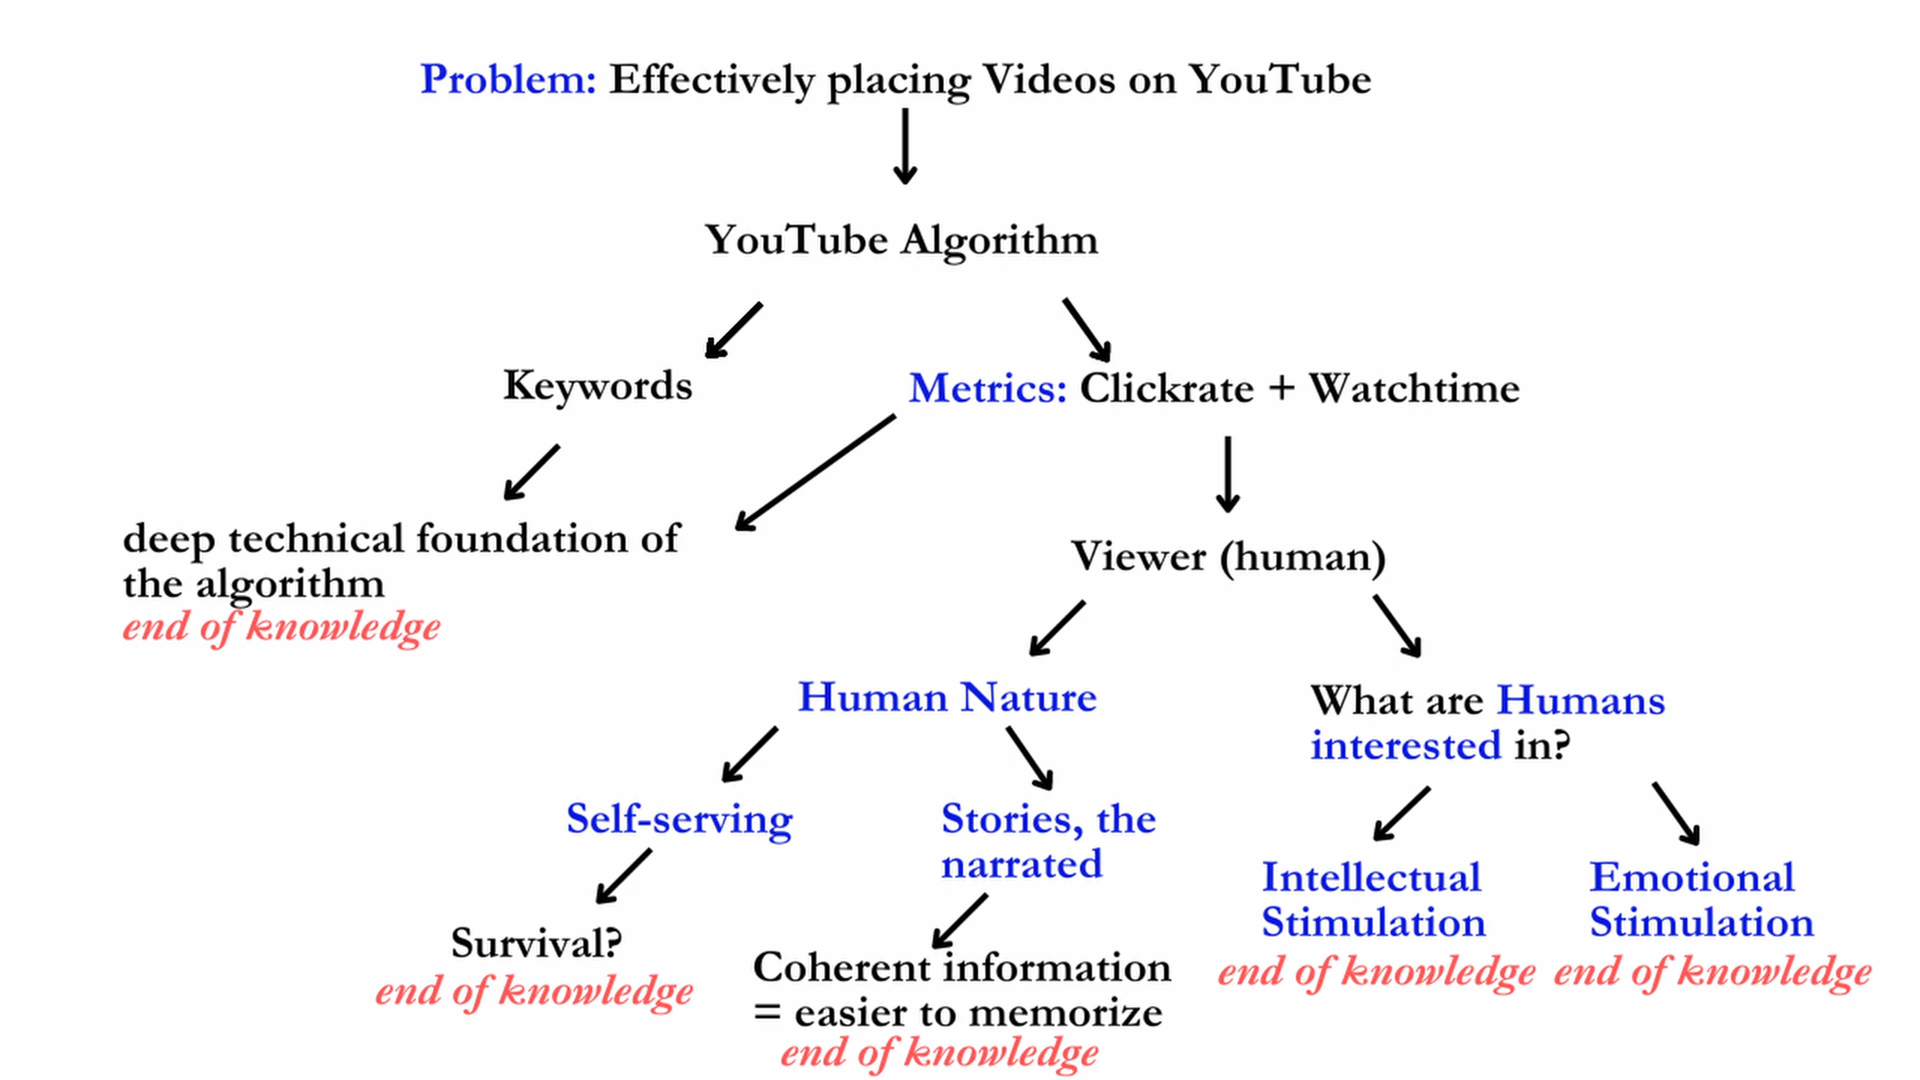 Problem: Effectively placing Videos on YouTube
YouTube Algorithm
Keywords
Metrics: Clickrate + Watchtime
deep technical foundation of
the algorithm
end of knowledge
Viewer (human)
Human Nature
What are Humans
interested in?
Self-serving
Stories, the
narrated
Intellectual
Stimulation
end of knowledge
Emotional
Stimulation
end of knowledge
Survival?
end of knowledge
Coherent information
= easier to memorize
end of knowledge